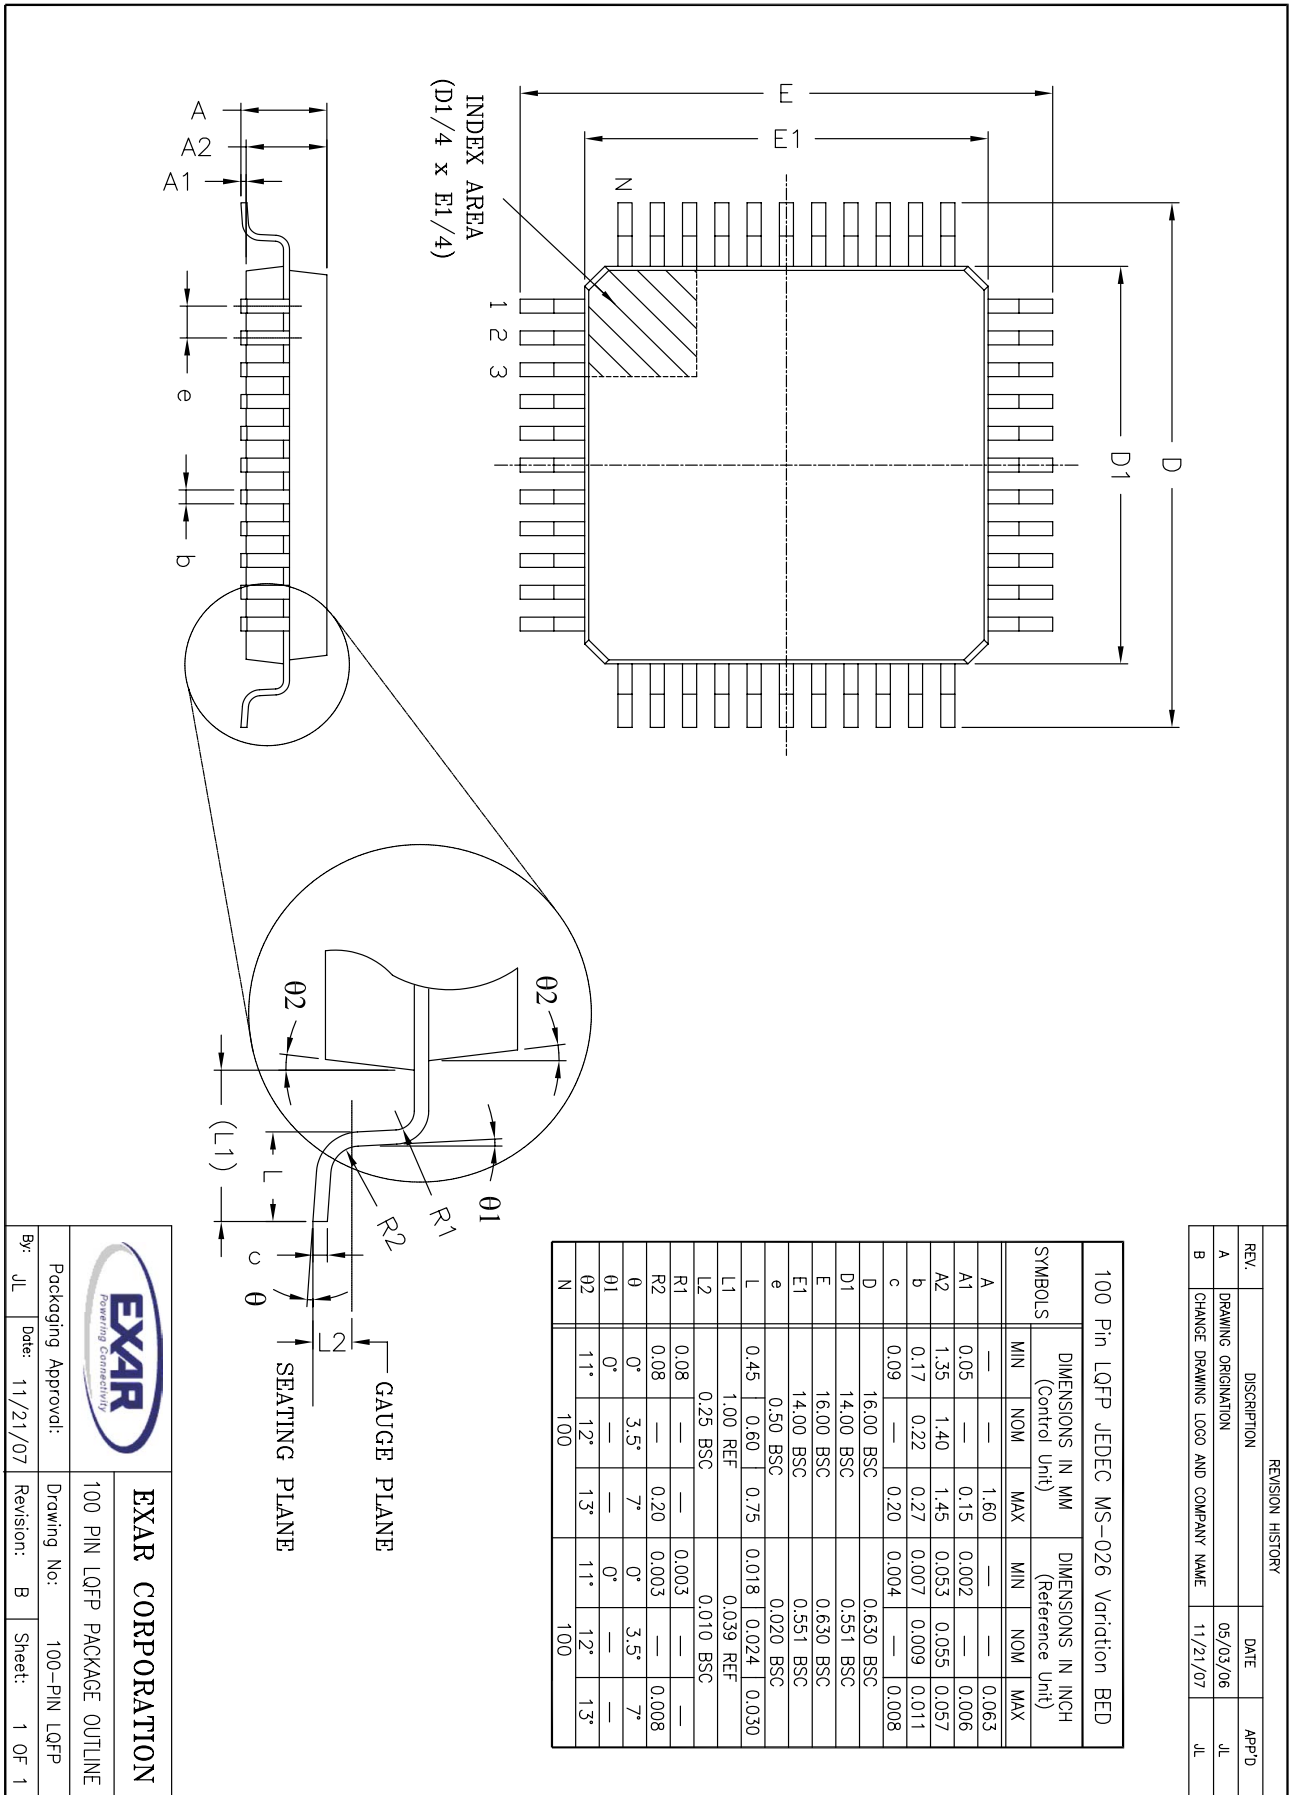 REVISION HISTORY
REV. DISCRIPTION DATE APP'D
A DRAWING ORIGINATION 05/03/06 JL
B CHANGE DRAWING LOGO AND COMPANY NAME 11/21/07 JL
D
D1
E
E1
N
1 2 3
INDEX AREA
(D1/4 x E1/4)
A
A2
A1
e
b
100 Pin LQFP JEDEC MS-026 Variation BED
SYMBOLS DIMENSIONS IN MM (Control Unit) DIMENSIONS IN INCH (Reference Unit)
MIN NOM MAX MIN NOM MAX
A — — 1.60 — — 0.063
A1 0.05 — 0.15 0.002 — 0.006
A2 1.35 1.40 1.45 0.053 0.055 0.057
b 0.17 0.22 0.27 0.007 0.009 0.011
c 0.09 — 0.20 0.004 — 0.008
D 16.00 BSC 0.630 BSC
D1 14.00 BSC 0.551 BSC
E 16.00 BSC 0.630 BSC
E1 14.00 BSC 0.551 BSC
e 0.50 BSC 0.020 BSC
L 0.45 0.60 0.75 0.018 0.024 0.030
L1 1.00 REF 0.039 REF
L2 0.25 BSC 0.010 BSC
R1 0.08 — — 0.003 — —
R2 0.08 — 0.20 0.003 — 0.008
θ 0° 3.5° 7° 0° 3.5° 7°
θ1 0° — — 0° — —
θ2 11° 12° 13° 11° 12° 13°
N 100 100
θ2
θ2
θ1
R1
R2
L
(L1)
c
θ
L2
GAUGE PLANE
SEATING PLANE
EXAR
Powering Connectivity
EXAR CORPORATION
100 PIN LQFP PACKAGE OUTLINE
Packaging Approval: Drawing No: 100-PIN LQFP
By: JL Date: 11/21/07 Revision: B Sheet: 1 OF 1